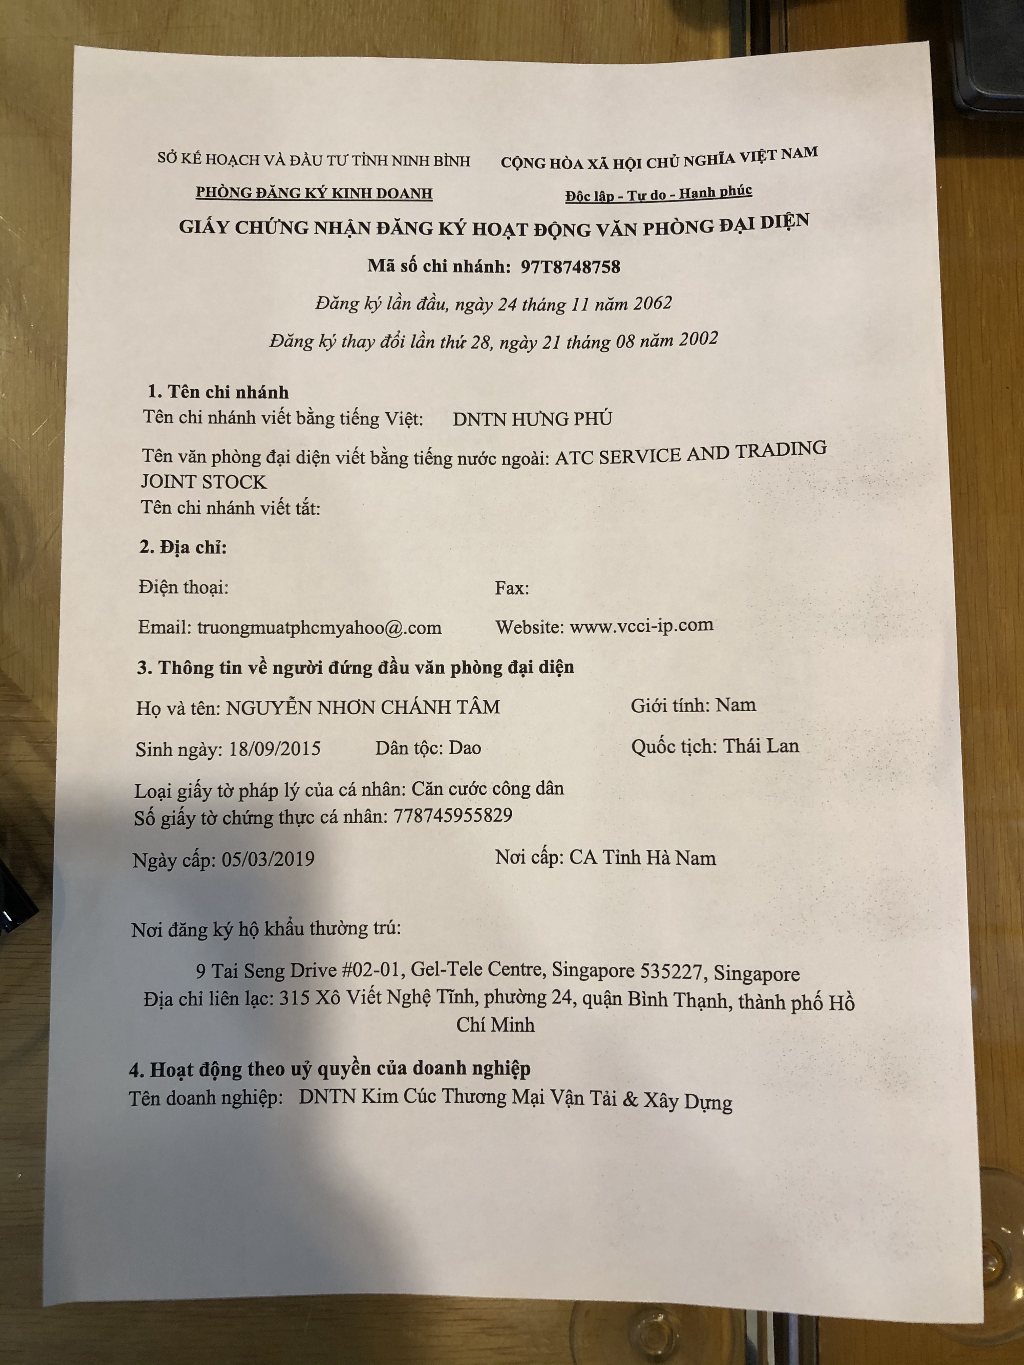 SỞ KẾ HOẠCH VÀ ĐẦU TƯ TỈNH NINH BÌNH
PHÒNG ĐĂNG KÝ KINH DOANH
CỘNG HÒA XÃ HỘI CHỦ NGHĨA VIỆT NAM
Độc lập - Tự do - Hạnh phúc
GIẤY CHỨNG NHẬN ĐĂNG KÝ HOẠT ĐỘNG VĂN PHÒNG ĐẠI DIỆN
Mã số chi nhánh: 97T8748758
Đăng ký lần đầu, ngày 24 tháng 11 năm 2062
Đăng ký thay đổi lần thứ 28, ngày 21 tháng 08 năm 2002
1. Tên chi nhánh
Tên chi nhánh viết bằng tiếng Việt: DNTN HƯNG PHÚ
Tên văn phòng đại diện viết bằng tiếng nước ngoài: ATC SERVICE AND TRADING
JOINT STOCK
Tên chi nhánh viết tắt:
2. Địa chỉ:
Điện thoại: Fax:
Email: truongmuatphcmyahoo@.com Website: www.vcci-ip.com
3. Thông tin về người đứng đầu văn phòng đại diện
Họ và tên: NGUYỄN NHƠN CHÁNH TÂM Giới tính: Nam
Sinh ngày: 18/09/2015 Dân tộc: Dao Quốc tịch: Thái Lan
Loại giấy tờ pháp lý của cá nhân: Căn cước công dân
Số giấy tờ chứng thực cá nhân: 778745955829
Ngày cấp: 05/03/2019 Nơi cấp: CA Tỉnh Hà Nam
Nơi đăng ký hộ khẩu thường trú:
9 Tai Seng Drive #02-01, Gel-Tele Centre, Singapore 535227, Singapore
Địa chỉ liên lạc: 315 Xô Viết Nghệ Tĩnh, phường 24, quận Bình Thạnh, thành phố Hồ
Chí Minh
4. Hoạt động theo uỷ quyền của doanh nghiệp
Tên doanh nghiệp: DNTN Kim Cúc Thương Mại Vận Tải & Xây Dựng